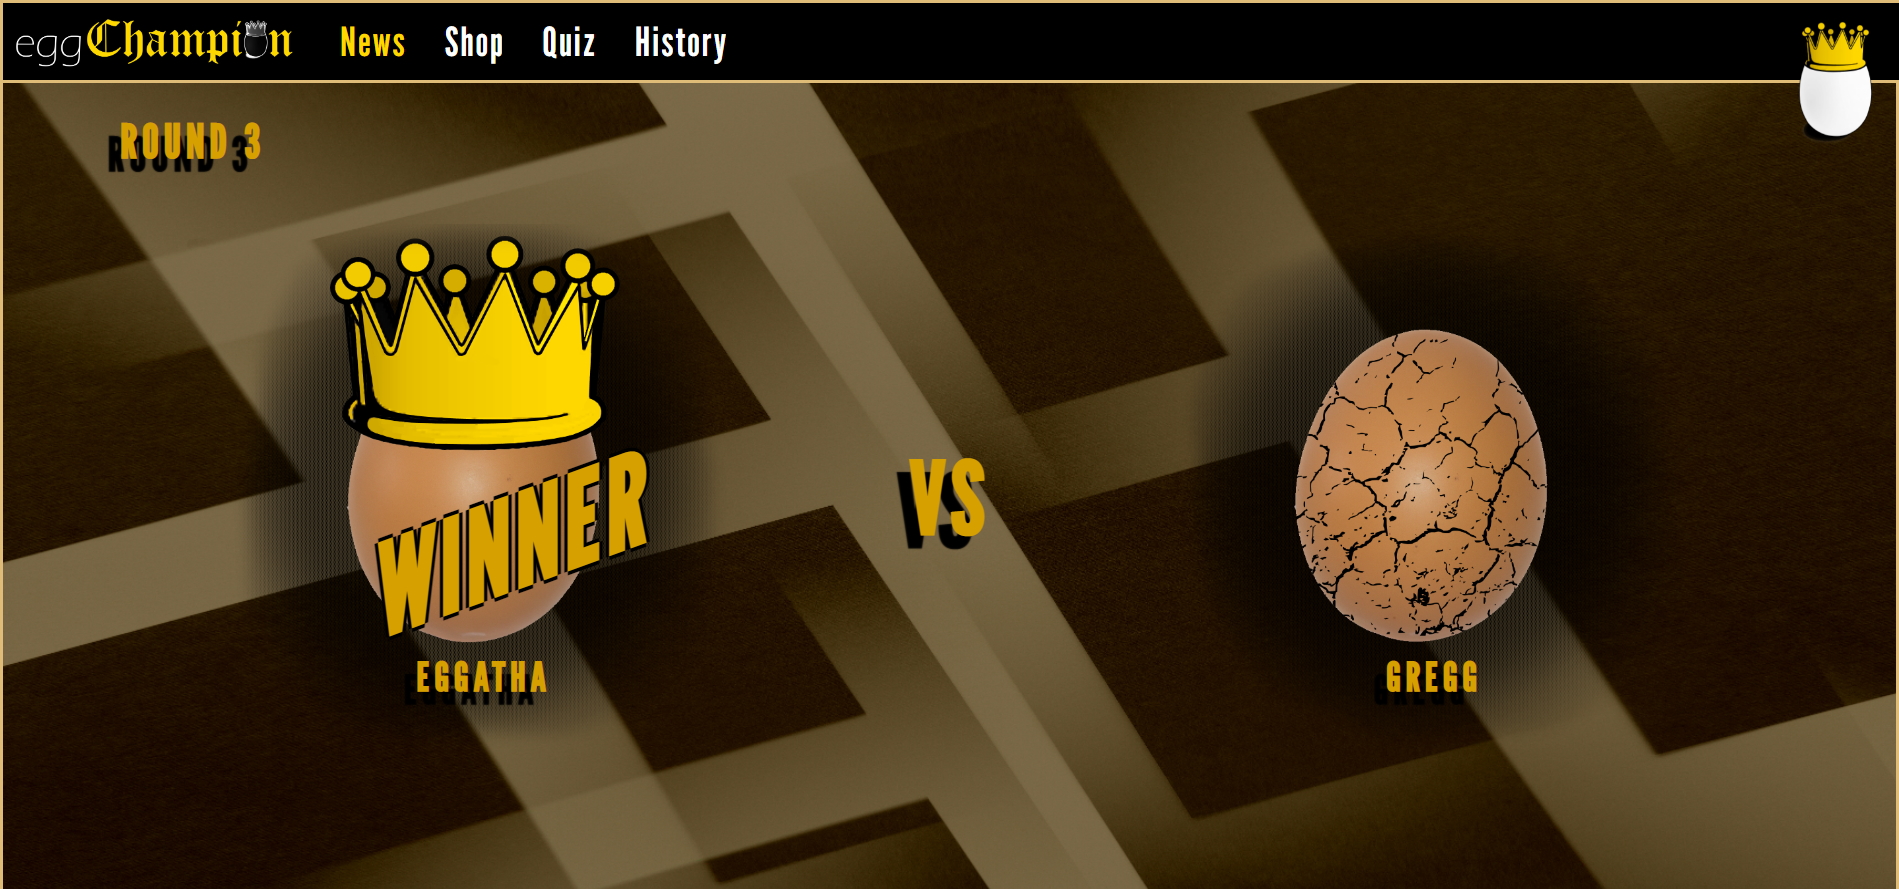 eggChampion News Shop Quiz History
ROUND 3
WINNER
VS
EGGATHA
GREGG